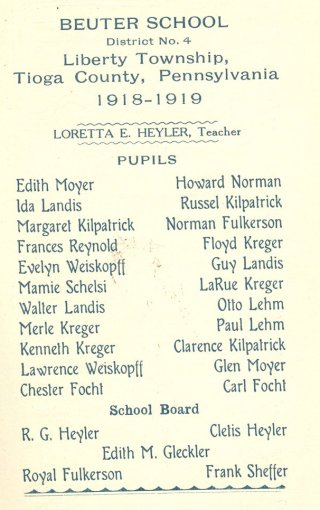 BEUTER SCHOOL
District No. 4
Liberty Township,
Tioga County, Pennsylvania
1918-1919
LORETTA E. HEYLER, Teacher
PUPILS
Edith Moyer Howard Norman
Ida Landis Russel Kilpatrick
Margaret Kilpatrick Norman Fulkerson
Frances Reynold Floyd Kreger
Evelyn Weiskopff Guy Landis
Mamie Schelsi LaRue Kreger
Walter Landis Otto Lehm
Merle Kreger Paul Lehm
Kenneth Kreger Clarence Kilpatrick
Lawrence Weiskopff Glen Moyer
Chester Focht Carl Focht
School Board
R. G. Heyler Cletis Heyler
Edith M. Gleckler
Royal Fulkerson Frank Sheffer